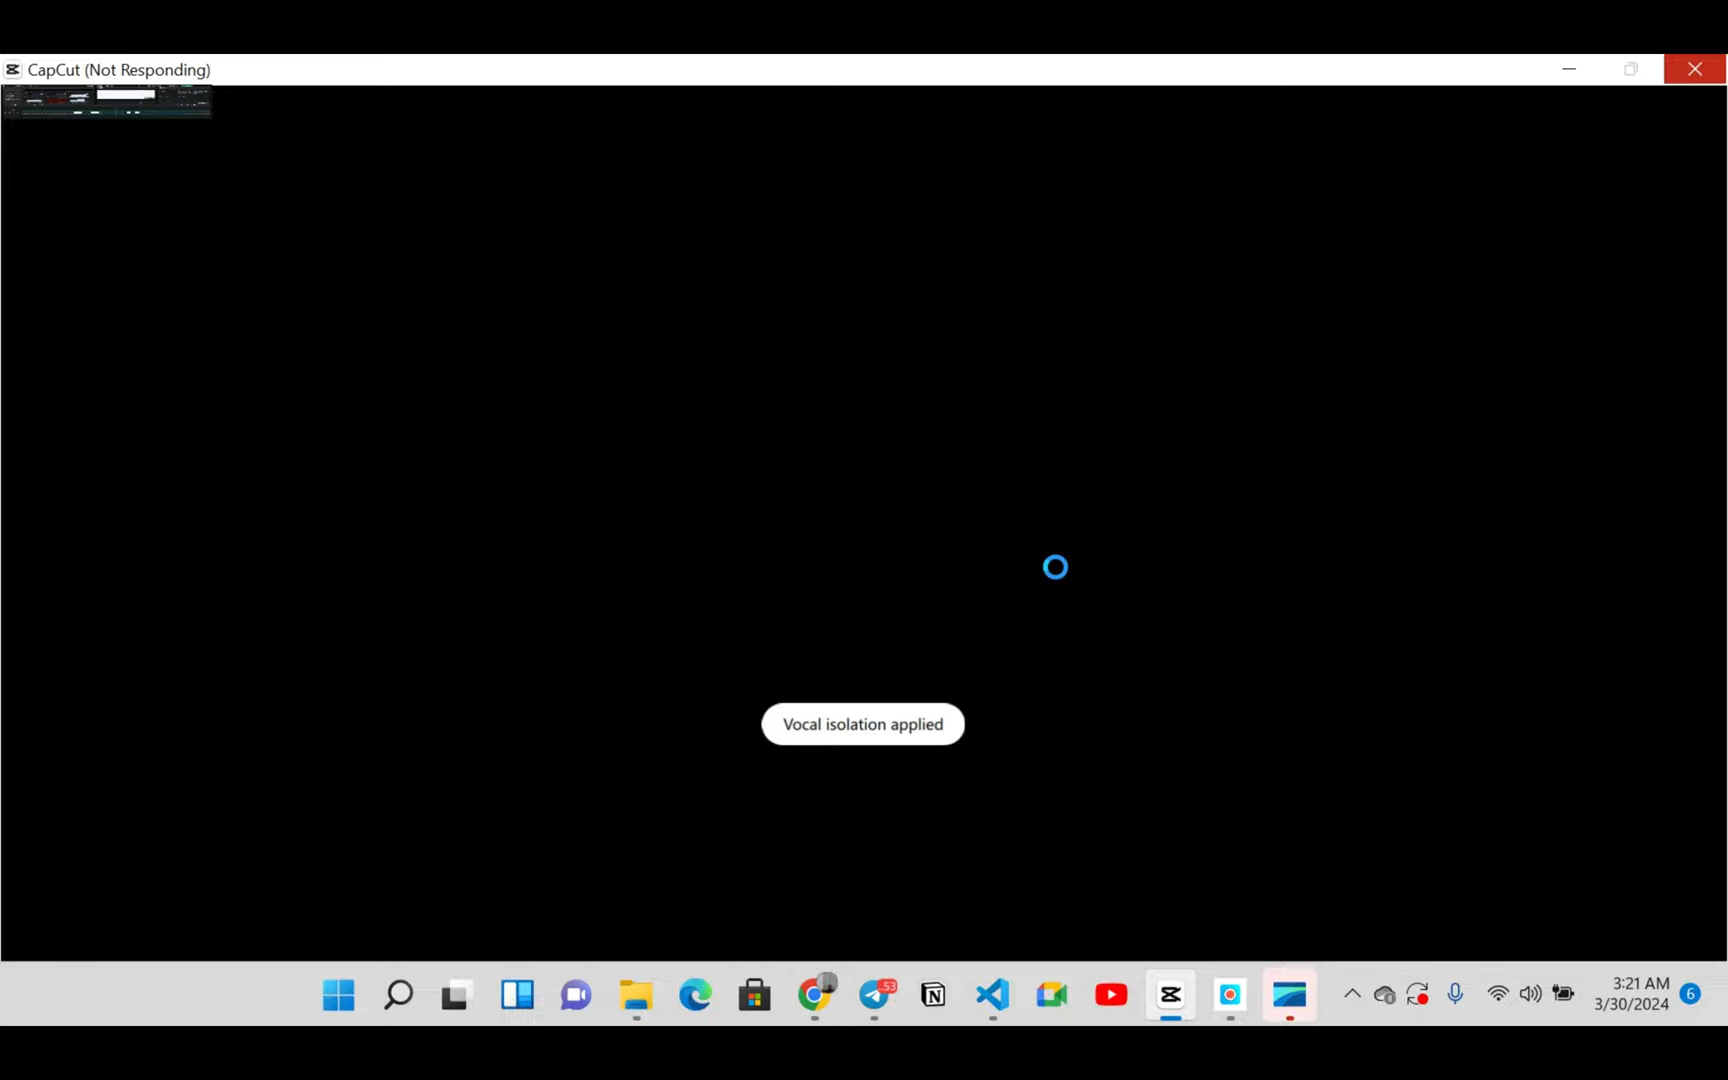 CapCut (Not Responding)
Vocal isolation applied
53
3:21 AM
3/30/2024
6